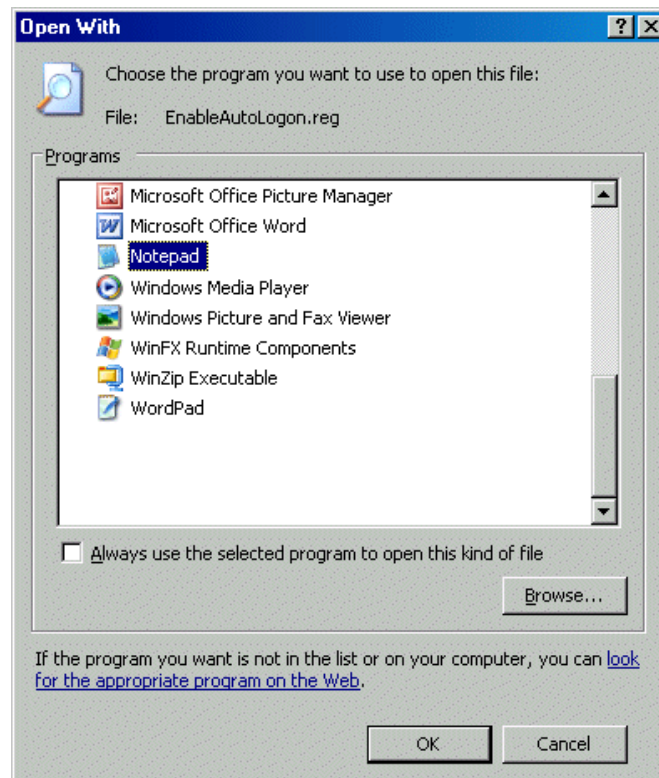 Open With
Choose the program you want to use to open this file:
File: EnableAutoLogon.reg
Programs
Microsoft Office Picture Manager
Microsoft Office Word
Notepad
Windows Media Player
Windows Picture and Fax Viewer
WinFX Runtime Components
WinZip Executable
WordPad
Always use the selected program to open this kind of file
Browse...
If the program you want is not in the list or on your computer, you can look
for the appropriate program on the Web.
OK Cancel